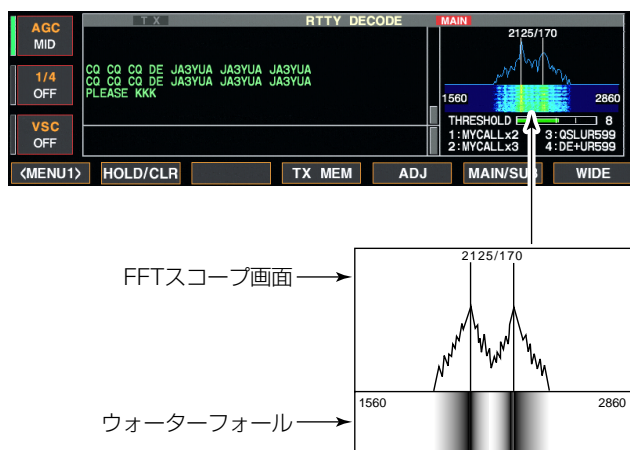 AGC
MID
TX
RTTY DECODE
MAIN
2125/170
1/4
OFF
CQ CQ CQ DE JA3YUA JA3YUA JA3YUA
CQ CQ CQ DE JA3YUA JA3YUA JA3YUA
PLEASE KKK
1560
2860
VSC
OFF
THRESHOLD 8
1:MYCALLx2 3:QSLUR599
2:MYCALLx3 4:DE+UR599
〈MENU1〉 HOLD/CLR TX MEM ADJ MAIN/SUB WIDE
2125/170
FFTスコープ画面
1560 2860
ウォーターフォール